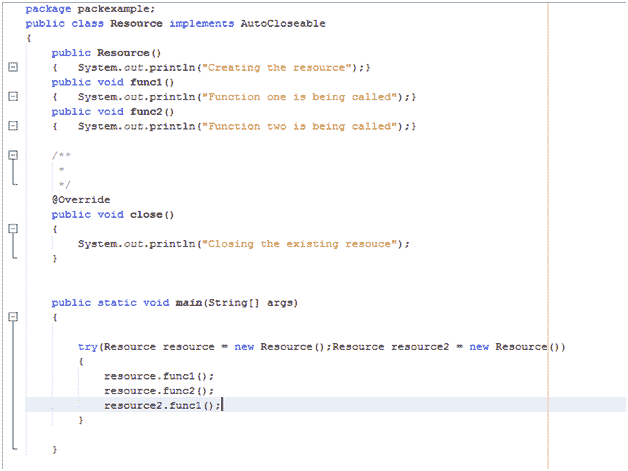 package packexample;
public class Resource implements AutoCloseable
{
public Resource()
{ System.out.println("Creating the resource");}
public void func1()
{ System.out.println("Function one is being called");}
public void func2()
{ System.out.println("Function two is being called");}
/**
*
*/
@Override
public void close()
{
System.out.println("Closing the existing resouce");
}
public static void main(String[] args)
{
try(Resource resource = new Resource();Resource resource2 = new Resource())
{
resource.func1();
resource.func2();
resource2.func1();
}
}